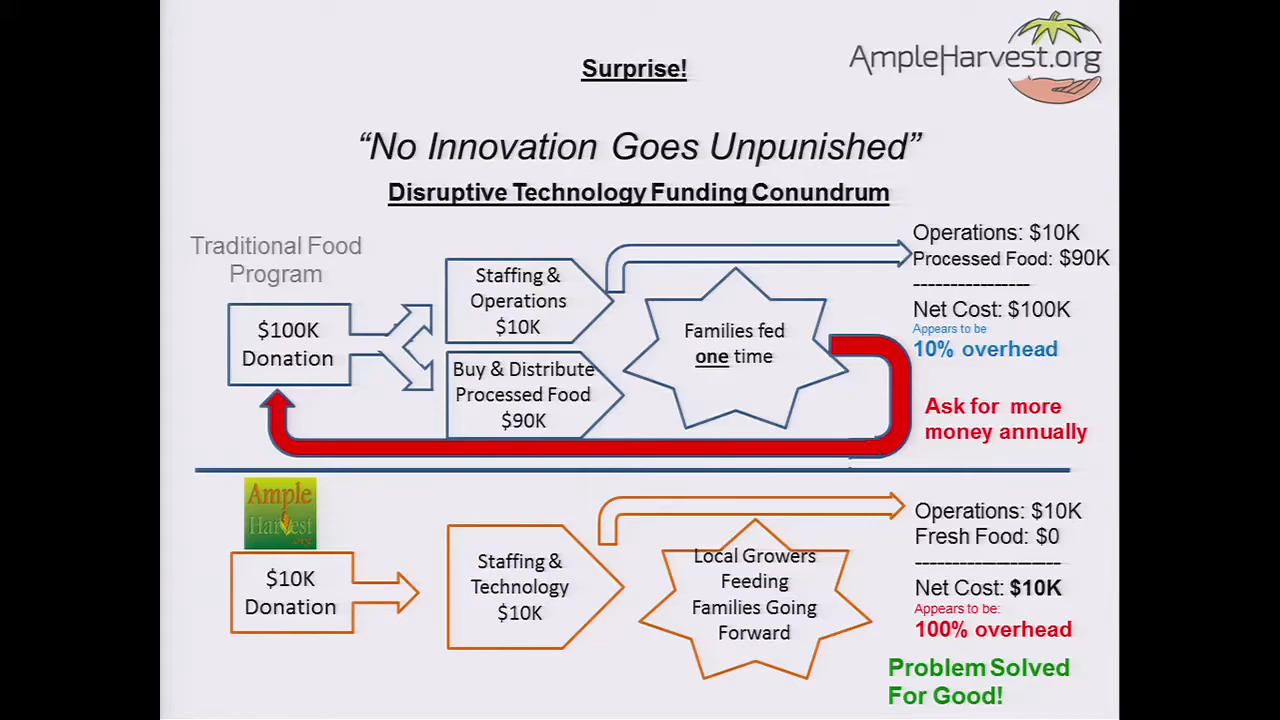 AmpleHarvest.org
Surprise!
“No Innovation Goes Unpunished”
Disruptive Technology Funding Conundrum
Traditional Food
Program
$100K
Donation
Staffing &
Operations
$10K
Buy & Distribute
Processed Food
$90K
Families fed
one time
Operations: $10K
Processed Food: $90K
-----------------
Net Cost: $100K
Appears to be
10% overhead
Ask for more
money annually
Ample
Harvest
.org
$10K
Donation
Staffing &
Technology
$10K
Local Growers
Feeding
Families Going
Forward
Operations: $10K
Fresh Food: $0
---------------------
Net Cost: $10K
Appears to be:
100% overhead
Problem Solved
For Good!